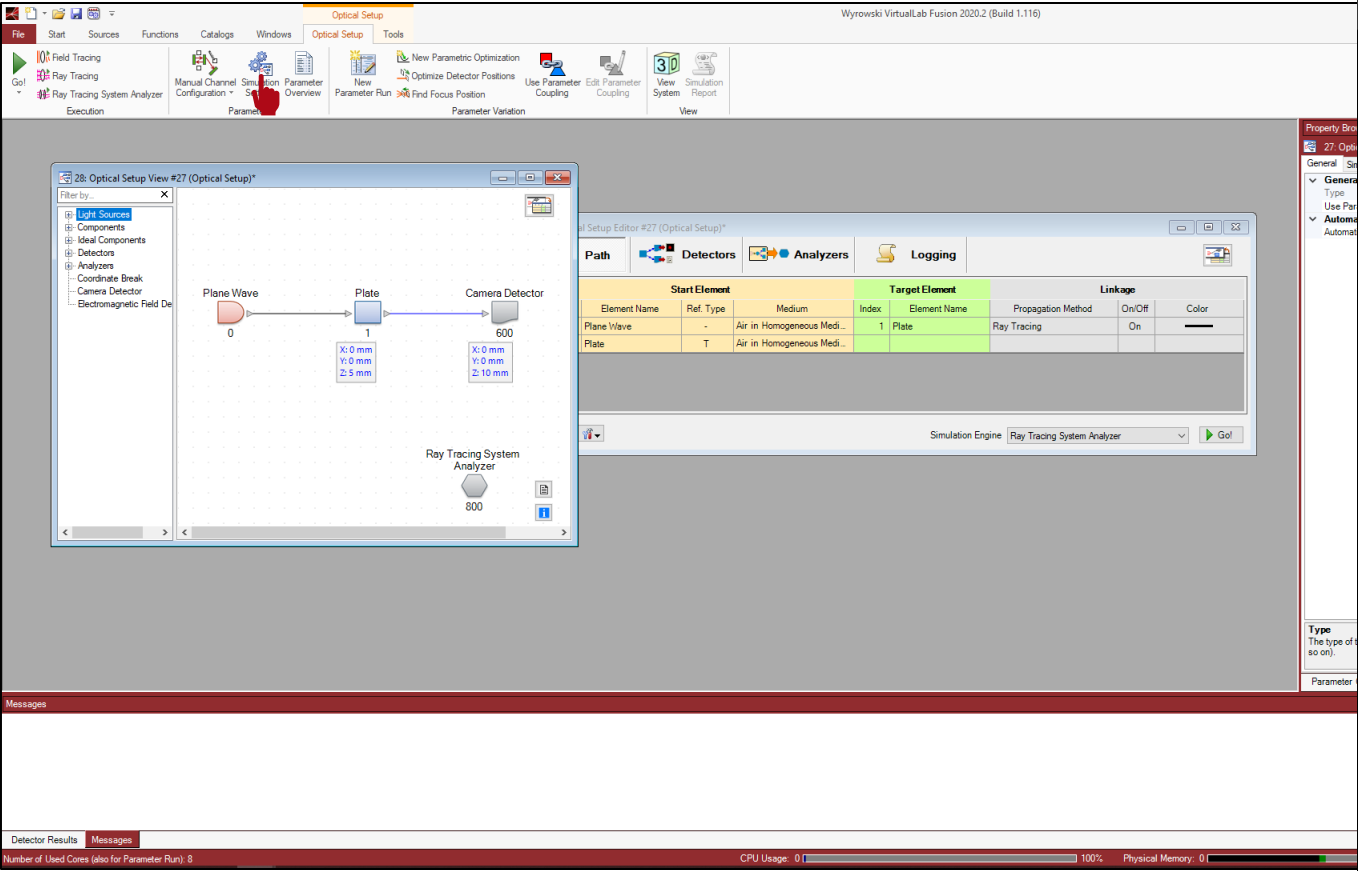 Optical Setup
Wyrowski VirtualLab Fusion 2020.2 (Build 1.116)
File Start Sources Functions Catalogs Windows Optical Setup Tools
Go!
Field Tracing
Ray Tracing
Ray Tracing System Analyzer
Execution
Manual Channel
Configuration
Simulation
Parameter
Overview
New
Parameter Run
New Parametric Optimization
Optimize Detector Positions
Find Focus Position
Use Parameter
Coupling
Edit Parameter
Coupling
Parameter Variation
3D
View
System
Simulation
Report
View
Property Bro
27: Opti
General Sim
Genera
Type
Use Par
Automa
Automat
28: Optical Setup View #27 (Optical Setup)*
Filter by... X
Light Sources
Components
Ideal Components
Detectors
Analyzers
Coordinate Break
Camera Detector
Electromagnetic Field De
Plane Wave
0
Plate
1
X: 0 mm
Y: 0 mm
Z: 5 mm
Camera Detector
600
X: 0 mm
Y: 0 mm
Z: 10 mm
Ray Tracing System
Analyzer
800
i
al Setup Editor #27 (Optical Setup)*
Path Detectors Analyzers Logging
Start Element Target Element Linkage
Element Name Ref. Type Medium Index Element Name Propagation Method On/Off Color
Plane Wave - Air in Homogeneous Medi... 1 Plate Ray Tracing On
Plate T Air in Homogeneous Medi...
Simulation Engine Ray Tracing System Analyzer Go!
Type
The type of t
so on).
Parameter
Messages
Detector Results Messages
Number of Used Cores (also for Parameter Run): 8
CPU Usage: 0 100% Physical Memory: 0